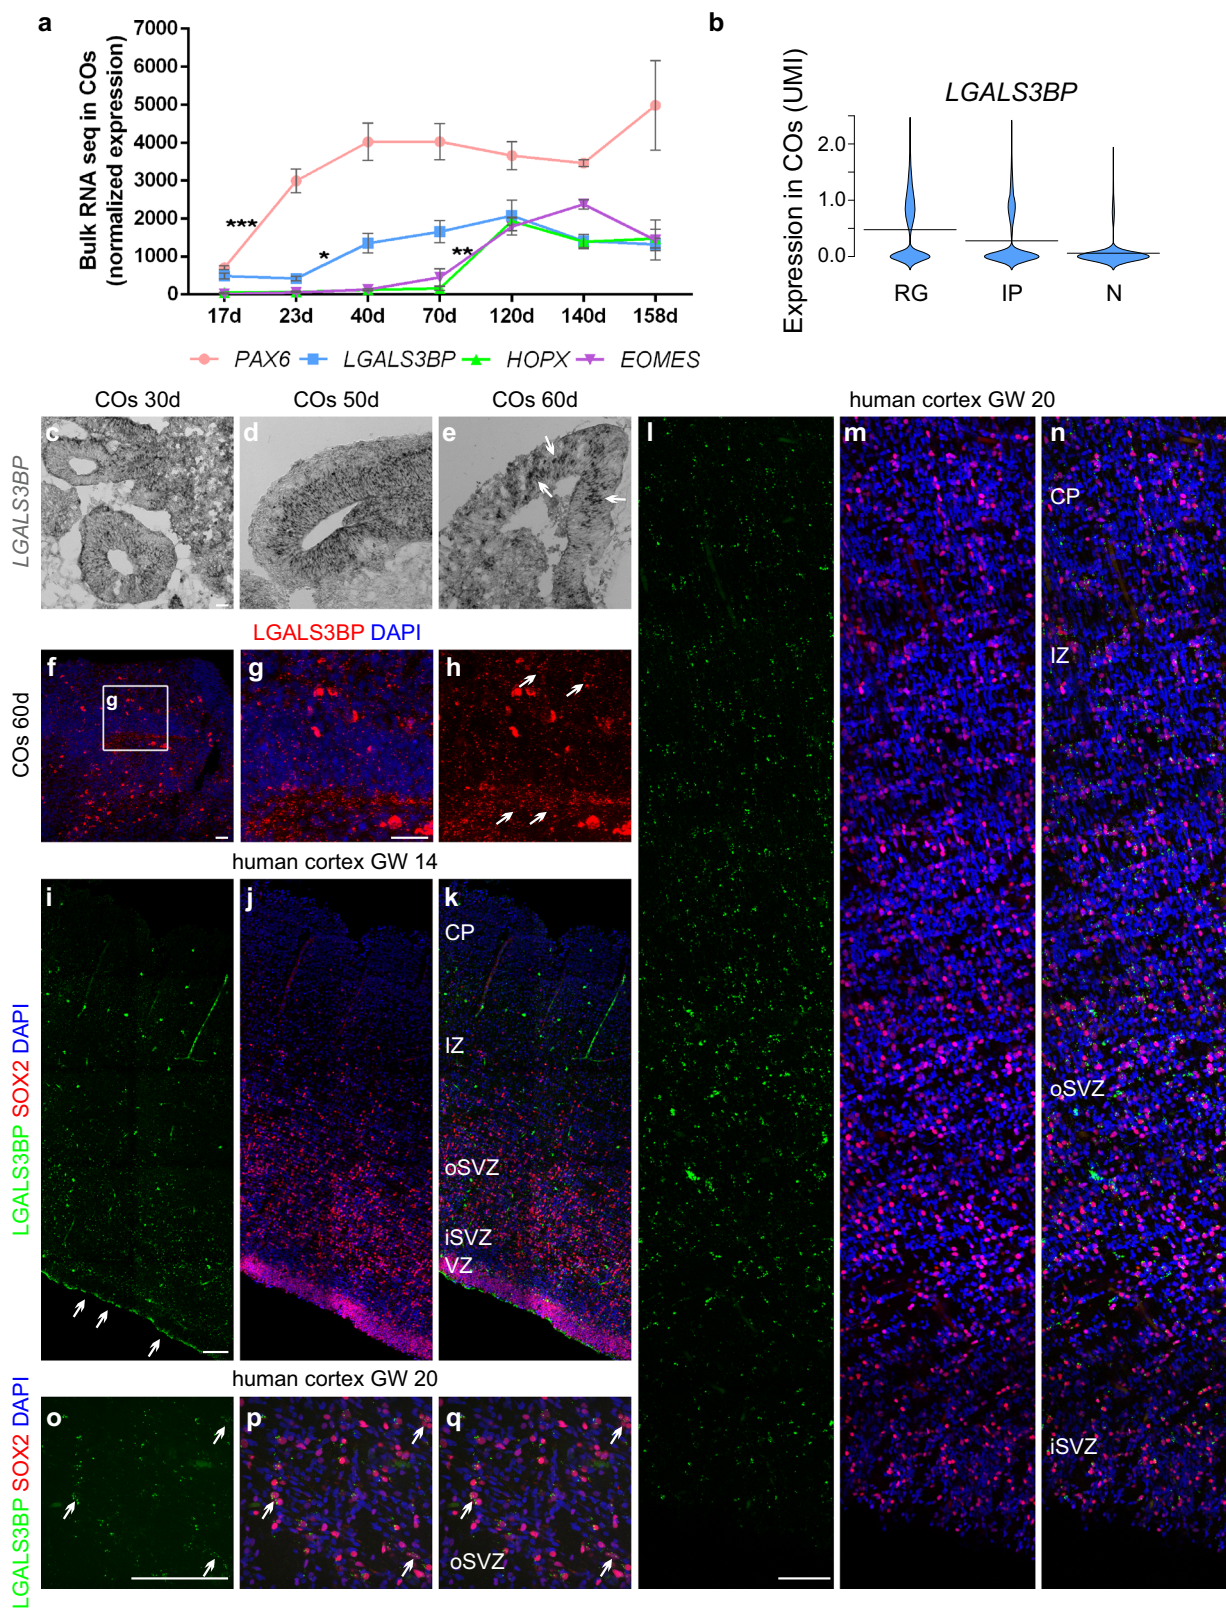 a
Bulk RNA seq in COs
(normalized expression)
7000
6000
5000
4000
3000
2000
1000
0
***
*
**
17d 23d 40d 70d 120d 140d 158d
PAX6 LGALS3BP HOPX EOMES
b
LGALS3BP
Expression in COs (UMI)
2.0
1.0
0.0
RG IP N
COs 30d COs 50d COs 60d
LGALS3BP
c d e
LGALS3BP DAPI
COs 60d
f g h
g
human cortex GW 14
LGALS3BP SOX2 DAPI
i j k
CP
IZ
oSVZ
iSVZ
VZ
human cortex GW 20
l m n
CP
IZ
oSVZ
iSVZ
human cortex GW 20
LGALS3BP SOX2 DAPI
o p q
oSVZ